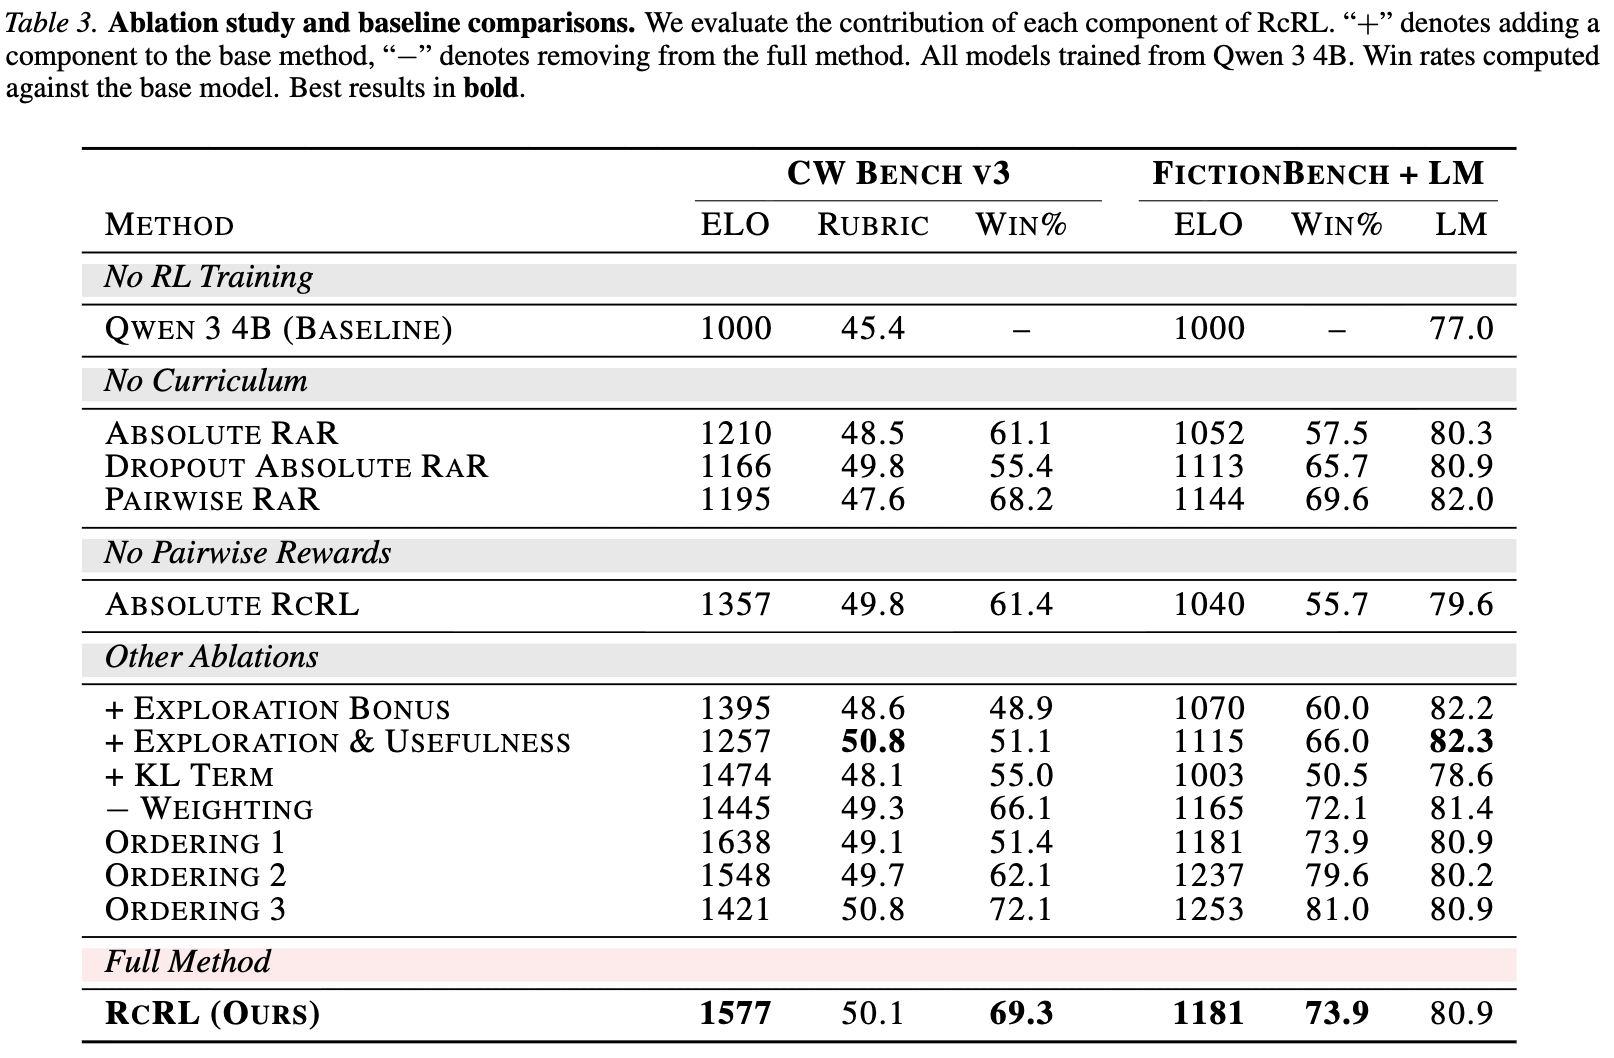 Table 3. Ablation study and baseline comparisons. We evaluate the contribution of each component of RCRL. “+” denotes adding a
component to the base method, “−” denotes removing from the full method. All models trained from Qwen 3 4B. Win rates computed
against the base model. Best results in bold.
CW BENCH V3 FICTIONBENCH + LM
METHOD ELO RUBRIC WIN% ELO WIN% LM
No RL Training
QWEN 3 4B (BASELINE) 1000 45.4 – 1000 – 77.0
No Curriculum
ABSOLUTE RAR 1210 48.5 61.1 1052 57.5 80.3
DROPOUT ABSOLUTE RAR 1166 49.8 55.4 1113 65.7 80.9
PAIRWISE RAR 1195 47.6 68.2 1144 69.6 82.0
No Pairwise Rewards
ABSOLUTE RCRL 1357 49.8 61.4 1040 55.7 79.6
Other Ablations
+ EXPLORATION BONUS 1395 48.6 48.9 1070 60.0 82.2
+ EXPLORATION & USEFULNESS 1257 50.8 51.1 1115 66.0 82.3
+ KL TERM 1474 48.1 55.0 1003 50.5 78.6
− WEIGHTING 1445 49.3 66.1 1165 72.1 81.4
ORDERING 1 1638 49.1 51.4 1181 73.9 80.9
ORDERING 2 1548 49.7 62.1 1237 79.6 80.2
ORDERING 3 1421 50.8 72.1 1253 81.0 80.9
Full Method
RCRL (OURS) 1577 50.1 69.3 1181 73.9 80.9